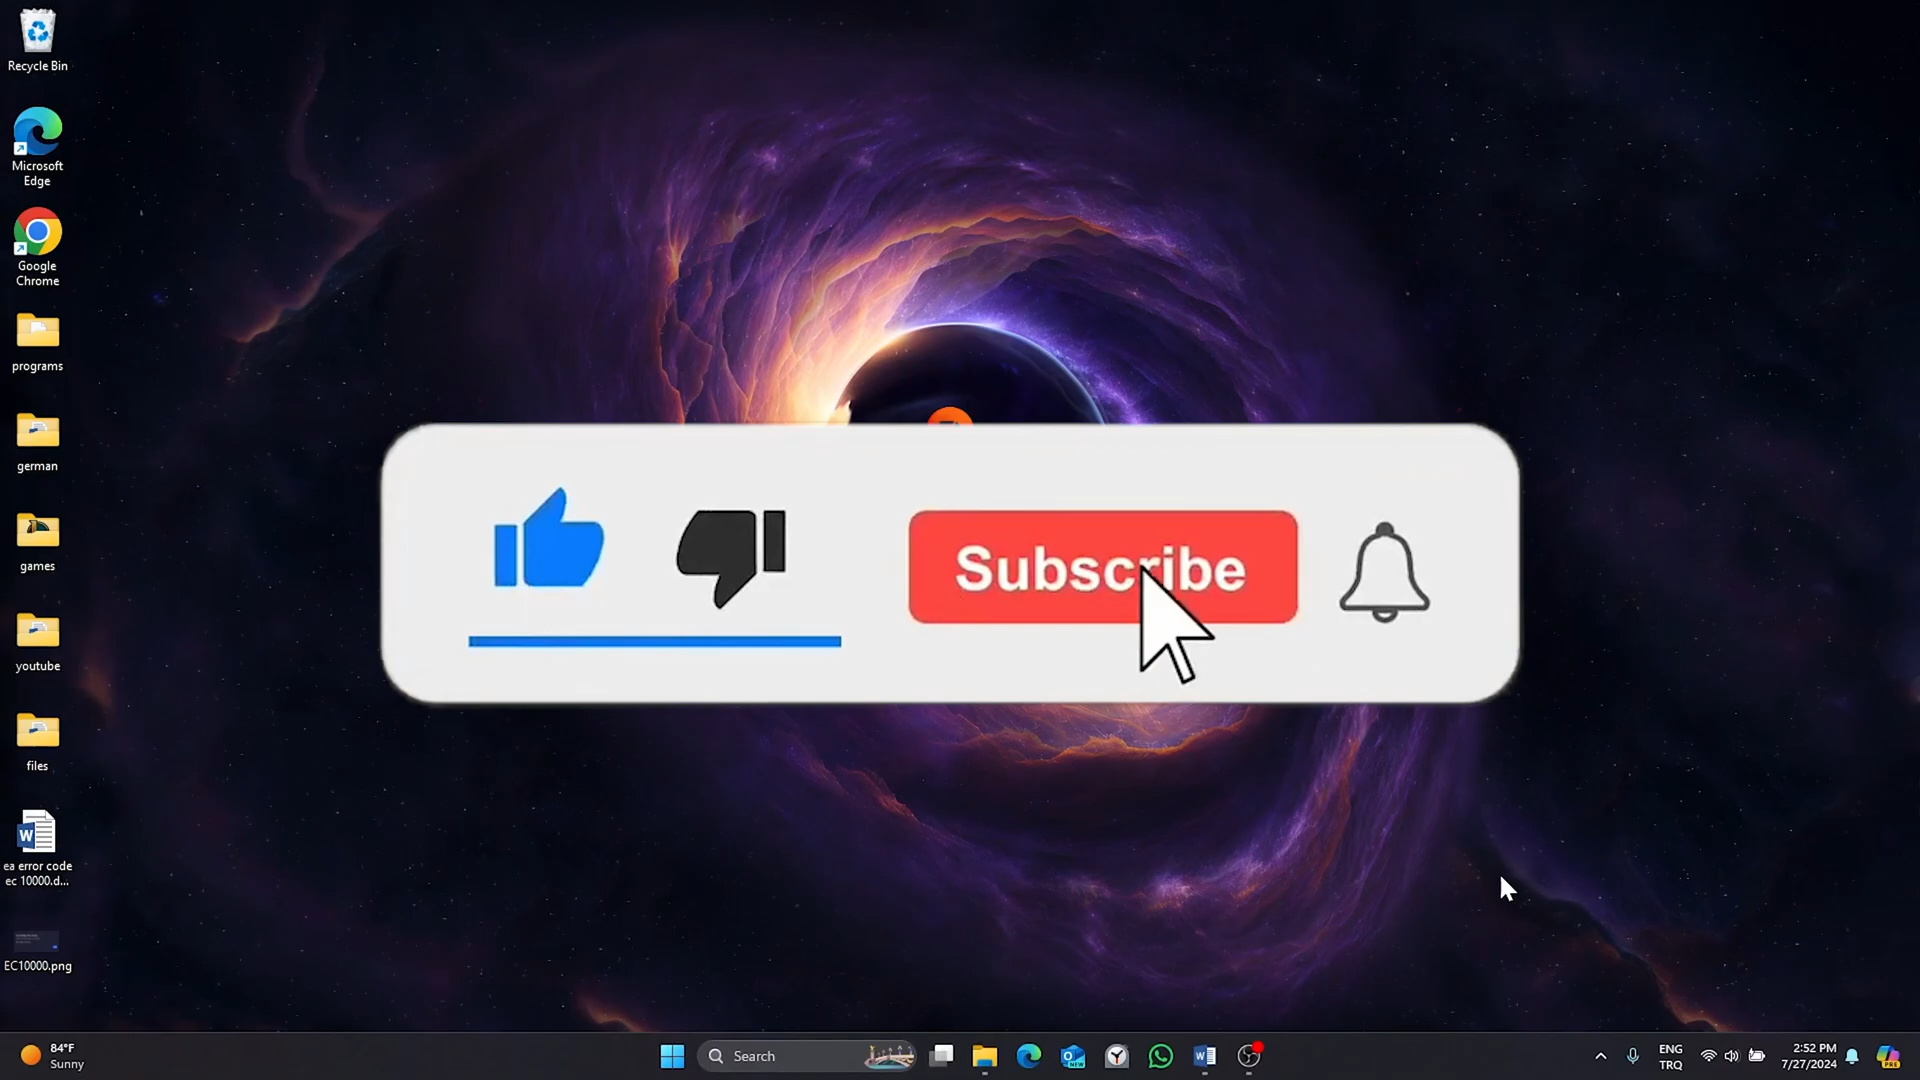 Recycle Bin
Microsoft
Edge
Google
Chrome
programs
german
games
youtube
files
ea error code
ec 10000.d...
EC10000.png
Subscribe
84°F
Sunny
Search
ENG
TRQ
2:52 PM
7/27/2024